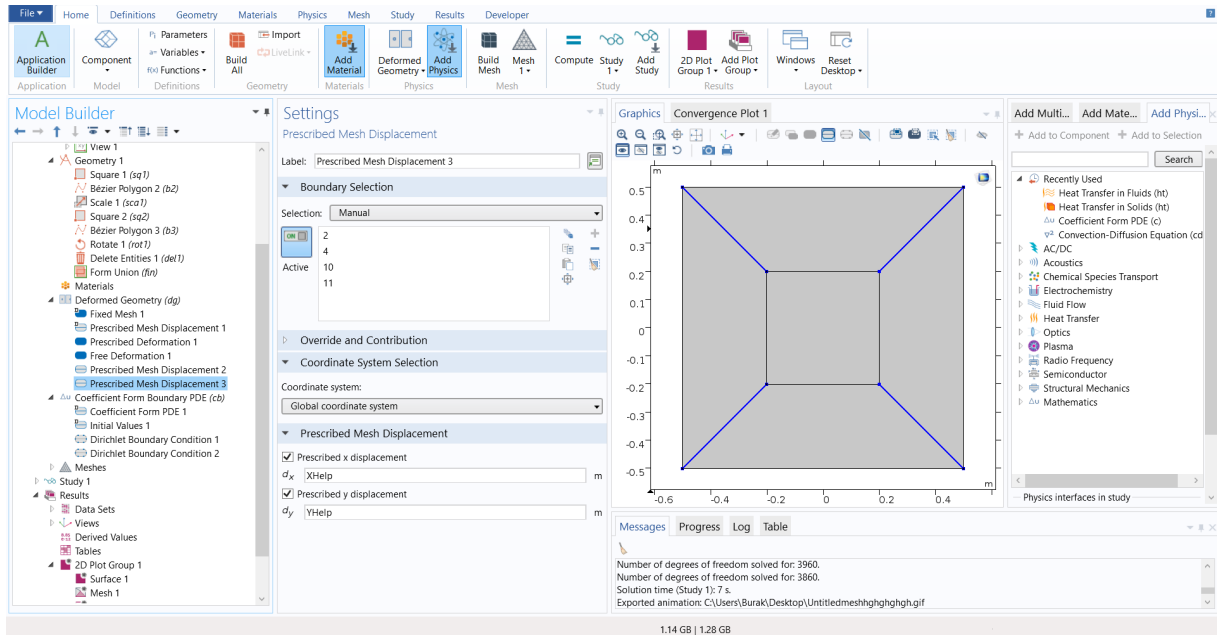 File Home Definitions Geometry Materials Physics Mesh Study Results Developer
Application Builder
Component
Pi Parameters
a= Variables
f(x) Functions
Build All
Import
LiveLink
Add Material
Deformed Geometry
Add Physics
Build Mesh
Mesh 1
Compute
Study 1
Add Study
2D Plot Group 1
Add Plot Group
Windows
Reset Desktop
Application Model Definitions Geometry Materials Physics Mesh Study Results Layout
Model Builder
View 1
Geometry 1
Square 1 (sq1)
Bézier Polygon 2 (b2)
Scale 1 (sca1)
Square 2 (sq2)
Bézier Polygon 3 (b3)
Rotate 1 (rot1)
Delete Entities 1 (del1)
Form Union (fin)
Materials
Deformed Geometry (dg)
Fixed Mesh 1
Prescribed Mesh Displacement 1
Prescribed Deformation 1
Free Deformation 1
Prescribed Mesh Displacement 2
Prescribed Mesh Displacement 3
Δu Coefficient Form Boundary PDE (cb)
Coefficient Form PDE 1
Initial Values 1
Dirichlet Boundary Condition 1
Dirichlet Boundary Condition 2
Meshes
Study 1
Results
Data Sets
Views
Derived Values
Tables
2D Plot Group 1
Surface 1
Mesh 1
Settings
Prescribed Mesh Displacement
Label: Prescribed Mesh Displacement 3
Boundary Selection
Selection: Manual
ON
Active
2
4
10
11
Override and Contribution
Coordinate System Selection
Coordinate system:
Global coordinate system
Prescribed Mesh Displacement
Prescribed x displacement
dx XHelp m
Prescribed y displacement
dy YHelp m
Graphics Convergence Plot 1
m
0.5
0.4
0.3
0.2
0.1
0
-0.1
-0.2
-0.3
-0.4
-0.5
m
-0.6 -0.4 -0.2 0 0.2 0.4
Messages Progress Log Table
Number of degrees of freedom solved for: 3960.
Number of degrees of freedom solved for: 3860.
Solution time (Study 1): 7 s.
Exported animation: C:\Users\Burak\Desktop\Untitledmeshhghghghgh.gif
Add Multi... Add Mate... Add Physi...
+ Add to Component + Add to Selection
Search
Recently Used
Heat Transfer in Fluids (ht)
Heat Transfer in Solids (ht)
Δu Coefficient Form PDE (c)
∇² Convection-Diffusion Equation (cd
AC/DC
Acoustics
Chemical Species Transport
Electrochemistry
Fluid Flow
Heat Transfer
Optics
Plasma
Radio Frequency
Semiconductor
Structural Mechanics
Δu Mathematics
Physics interfaces in study
1.14 GB | 1.28 GB